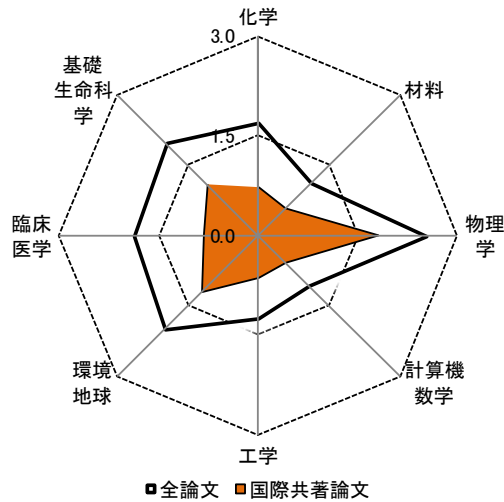 化学
3.0
基礎
生命科
学
材料
1.5
臨床
医学
0.0
物理
学
環境
地球
計算機
数学
工学
全論文 国際共著論文